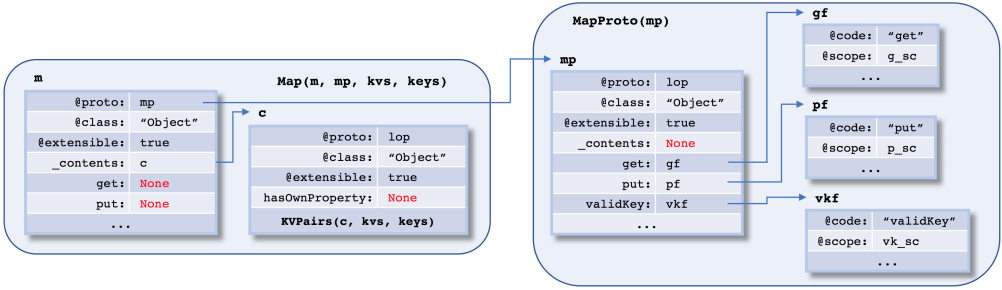 m
Map(m, mp, kvs, keys)
@proto: mp
@class: “Object”
@extensible: true
_contents: c
get: None
put: None
...
c
@proto: lop
@class: “Object”
@extensible: true
hasOwnProperty: None
KVPairs(c, kvs, keys)
MapProto(mp)
mp
@proto: lop
@class: “Object”
@extensible: true
_contents: None
get: gf
put: pf
validKey: vkf
...
gf
@code: “get”
@scope: g_sc
...
pf
@code: “put”
@scope: p_sc
...
vkf
@code: “validKey”
@scope: vk_sc
...